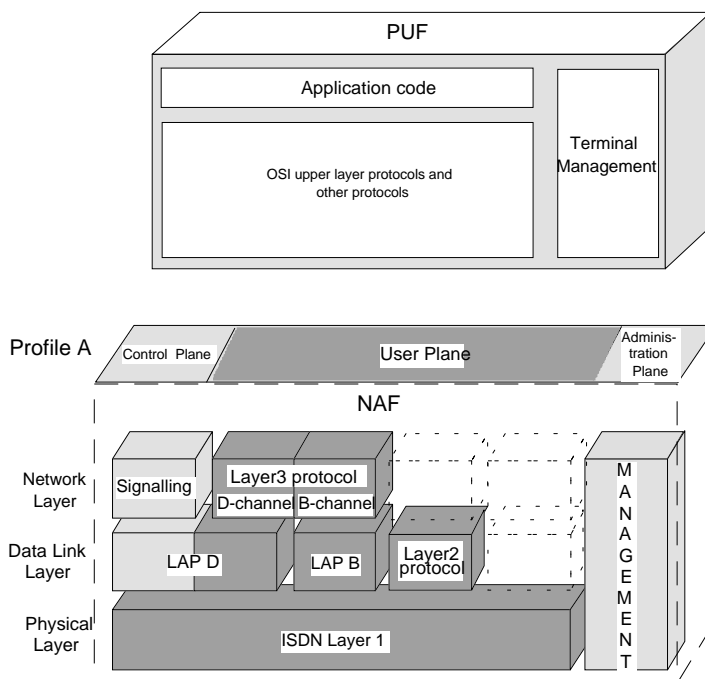 PUF
Application code
OSI upper layer protocols and
other protocols
Terminal
Management
Profile A
Control Plane
User Plane
Adminis-
tration
Plane
NAF
Network
Layer
Signalling
Layer3 protocol
D-channel
B-channel
Data Link
Layer
LAP D
LAP B
Layer2
protocol
Physical
Layer
ISDN Layer 1
M
A
N
A
G
E
M
E
N
T